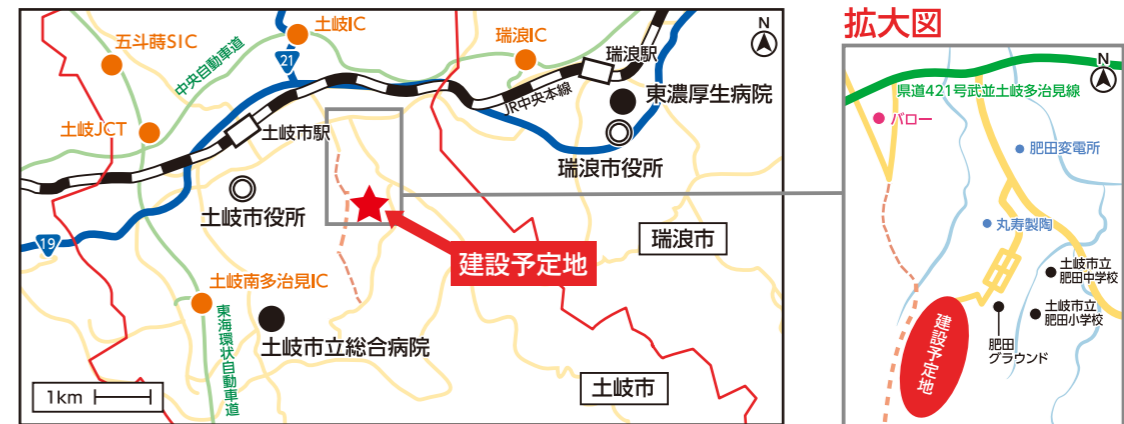 五斗蒔SIC
土岐IC
瑞浪IC
N
21
中央自動車道
瑞浪駅
JR中央本線
東濃厚生病院
土岐JCT
土岐市駅
瑞浪市役所
土岐市役所
19
建設予定地
瑞浪市
土岐南多治見IC
東海環状自動車道
土岐市立総合病院
土岐市
1km
拡大図
N
県道421号武並土岐多治見線
バロー
肥田変電所
丸寿製陶
土岐市立
肥田中学校
土岐市立
肥田小学校
肥田
グラウンド
建設予定地